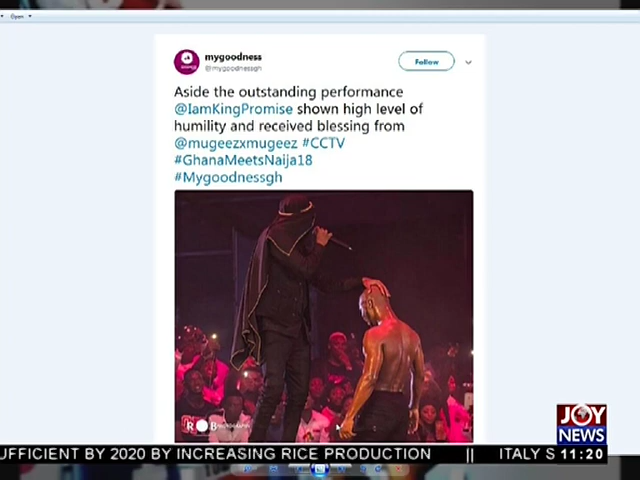 Open
mygoodness
@mygoodnessgh
Follow
Aside the outstanding performance
@IamKingPromise shown high level of
humility and received blessing from
@mugeezxmugeez #CCTV
#GhanaMeetsNaija18
#Mygoodnessgh
R B
JOY
NEWS
UFFICIENT BY 2020 BY INCREASING RICE PRODUCTION || ITALY S 11:20